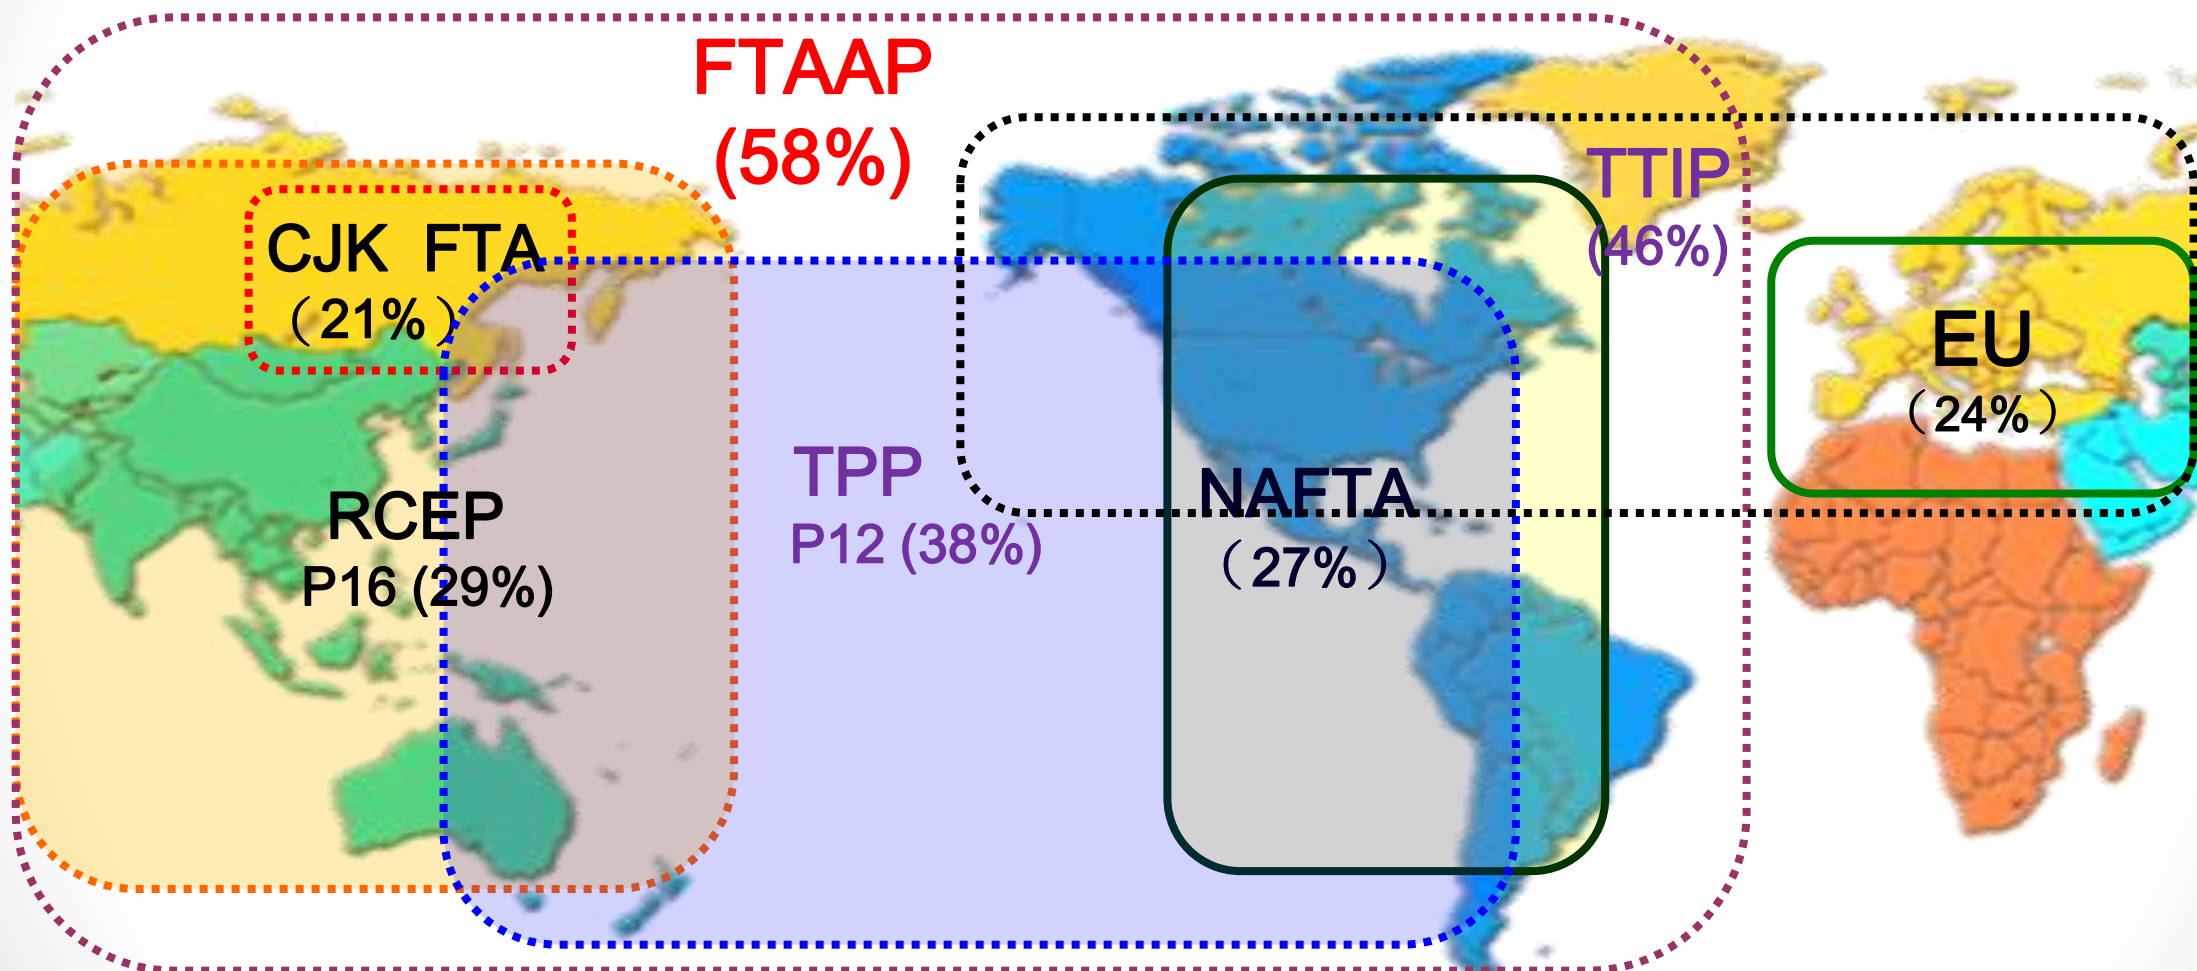 FTAAP
(58%)
TTIP
(46%)
CJK FTA
（21%）
EU
（24%）
TPP
P12 (38%)
NAFTA
（27%）
RCEP
P16 (29%)